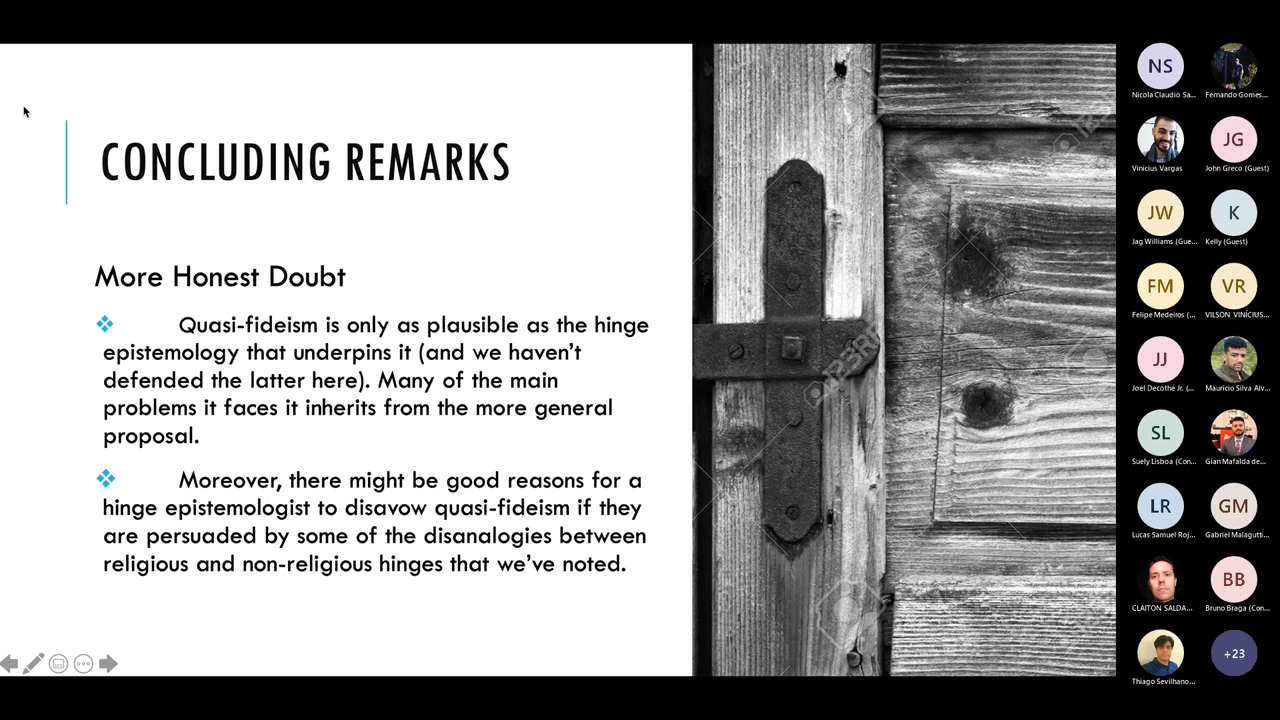 CONCLUDING REMARKS
More Honest Doubt
Quasi-fideism is only as plausible as the hinge
epistemology that underpins it (and we haven’t
defended the latter here). Many of the main
problems it faces it inherits from the more general
proposal.
Moreover, there might be good reasons for a
hinge epistemologist to disavow quasi-fideism if they
are persuaded by some of the disanalogies between
religious and non-religious hinges that we’ve noted.
NS
Nicola Claudio Sa...
Fernando Gomes...
Vinicius Vargas
JG
John Greco (Guest)
JW
Jag Williams (Gue...
K
Kelly (Guest)
FM
Felipe Medeiros (...
VR
VILSON VINÍCIUS...
JJ
Joel Decothé Jr. (...
Mauricio Silva Alv...
SL
Suely Lisboa (Con...
Gian Mafalda de...
LR
Lucas Samuel Roj...
GM
Gabriel Malagutti...
CLAITON SALDA...
BB
Bruno Braga (Con...
Thiago Sevilhano...
+23